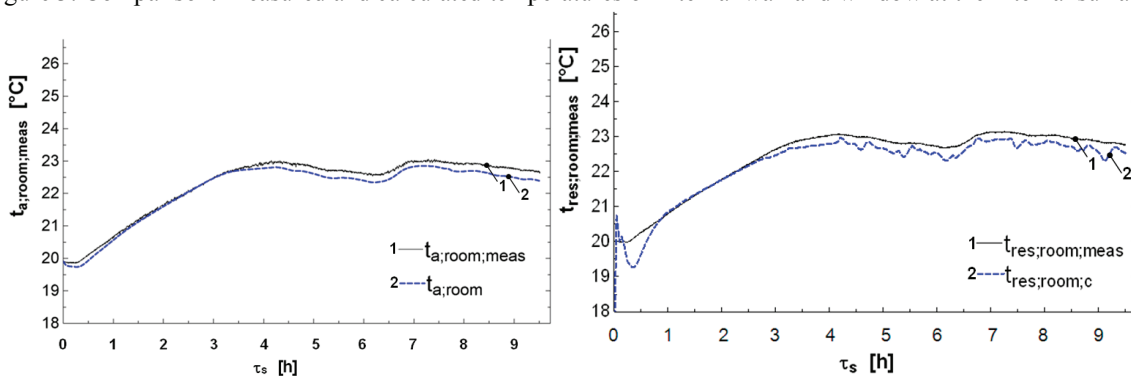 26
25
24
23
22
21
20
19
18
t_a;room;meas [°C]
1 t_a;room;meas
2 t_a;room
1
2
0 1 2 3 4 5 6 7 8 9
τ_s [h]
26
25
24
23
22
21
20
19
18
t_res;room;meas [°C]
1 t_res;room;meas
2 t_res;room;c
1
2
0 1 2 3 4 5 6 7 8 9
τ_s [h]